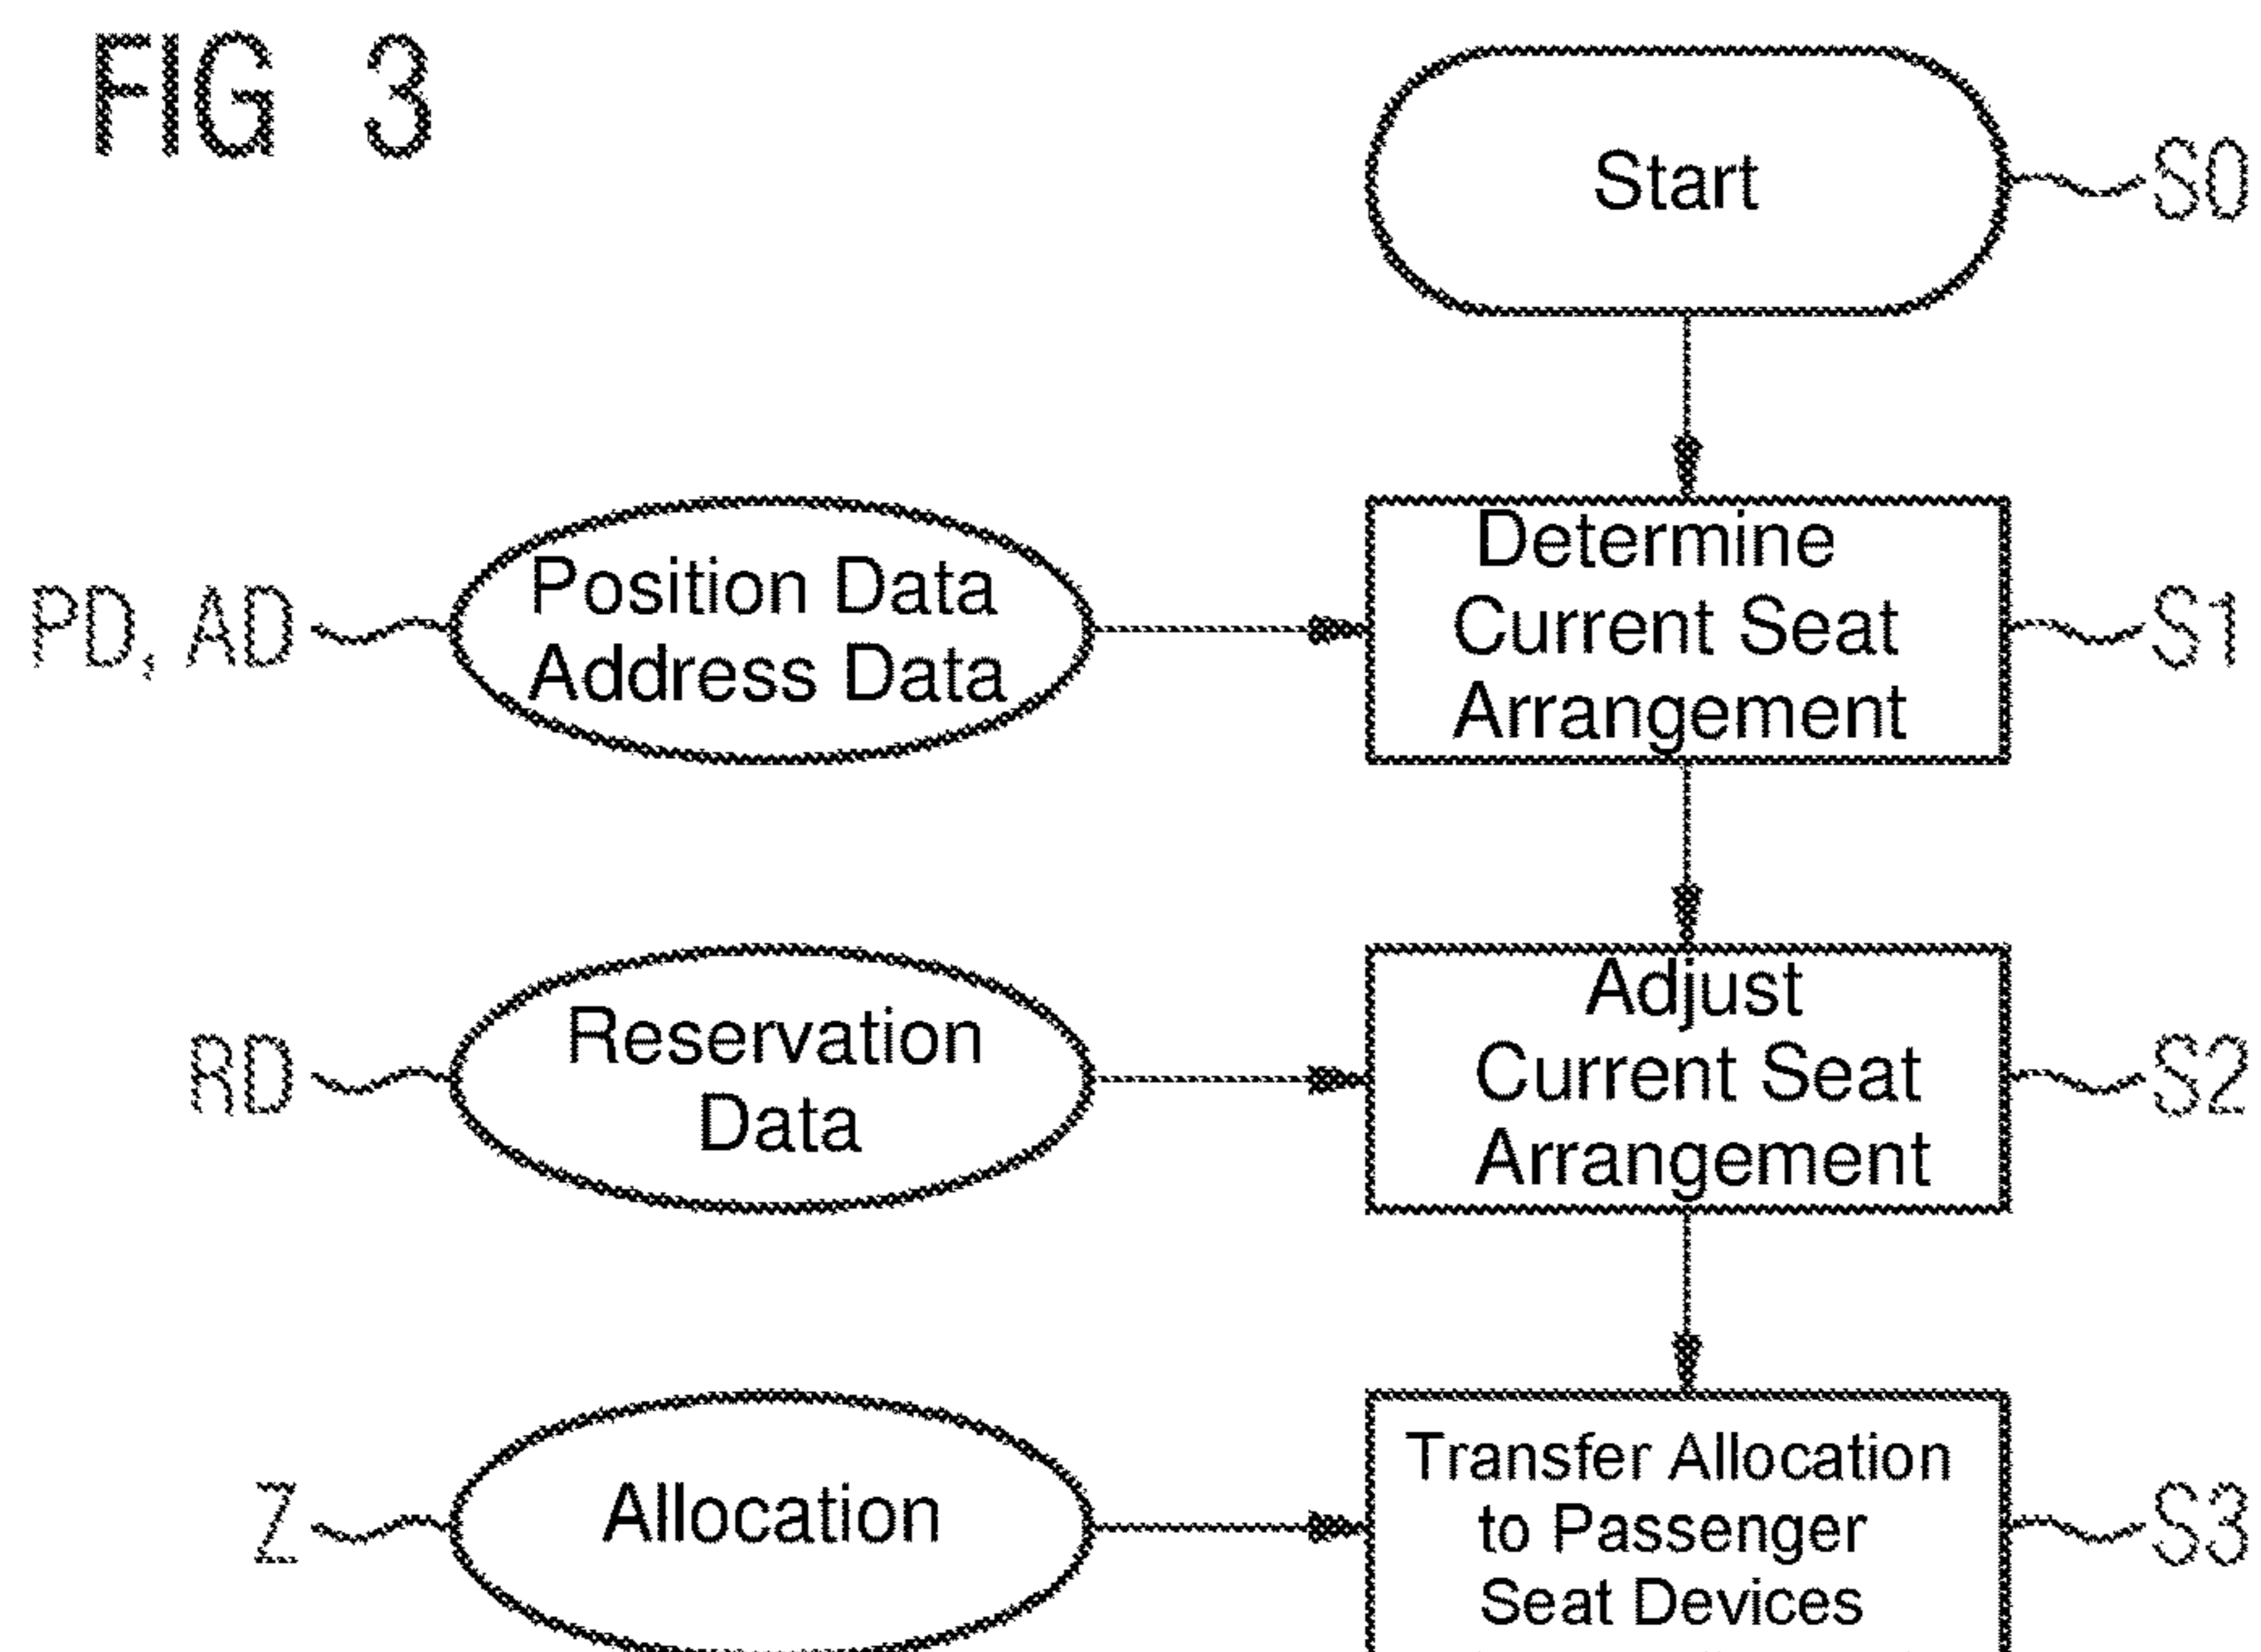 FIG 3
Start
S0
PD, AD
Position Data
Address Data
Determine
Current Seat
Arrangement
S1
RD
Reservation
Data
Adjust
Current Seat
Arrangement
S2
Z
Allocation
Transfer Allocation
to Passenger
Seat Devices
S3